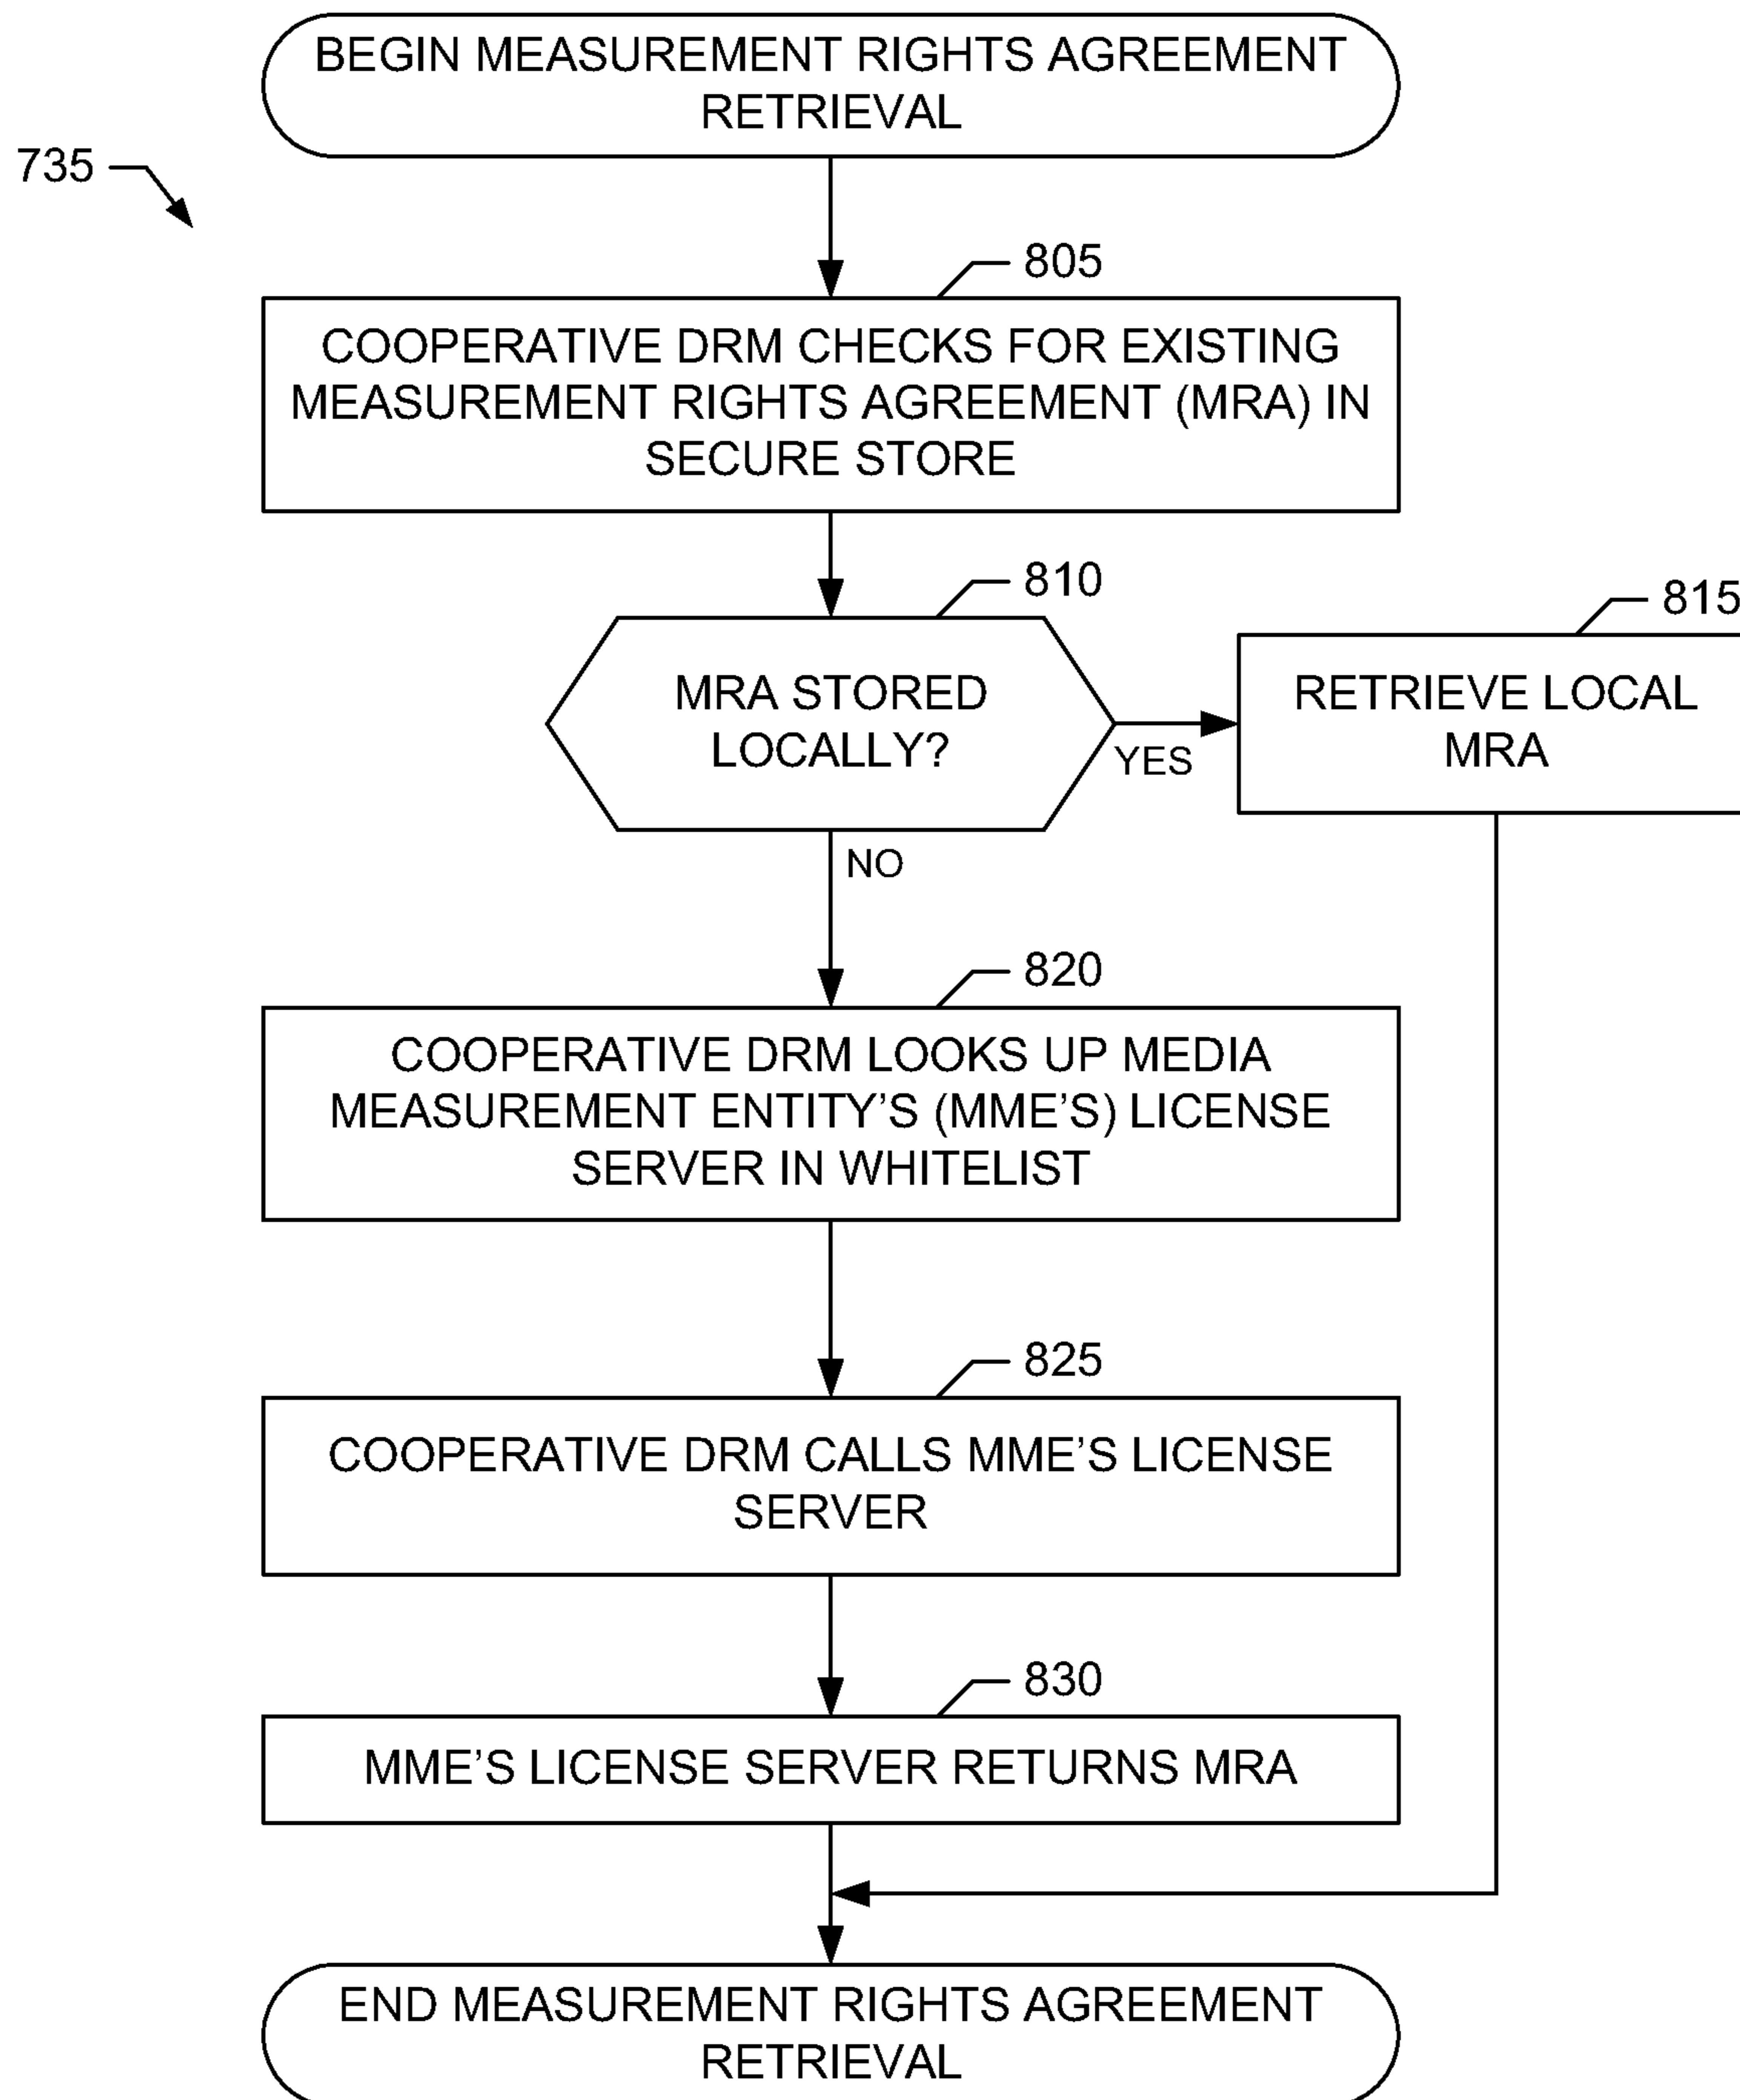 BEGIN MEASUREMENT RIGHTS AGREEMENT
RETRIEVAL
735
805
COOPERATIVE DRM CHECKS FOR EXISTING
MEASUREMENT RIGHTS AGREEMENT (MRA) IN
SECURE STORE
810
MRA STORED
LOCALLY?
YES
815
RETRIEVE LOCAL
MRA
NO
820
COOPERATIVE DRM LOOKS UP MEDIA
MEASUREMENT ENTITY’S (MME’S) LICENSE
SERVER IN WHITELIST
825
COOPERATIVE DRM CALLS MME’S LICENSE
SERVER
830
MME’S LICENSE SERVER RETURNS MRA
END MEASUREMENT RIGHTS AGREEMENT
RETRIEVAL